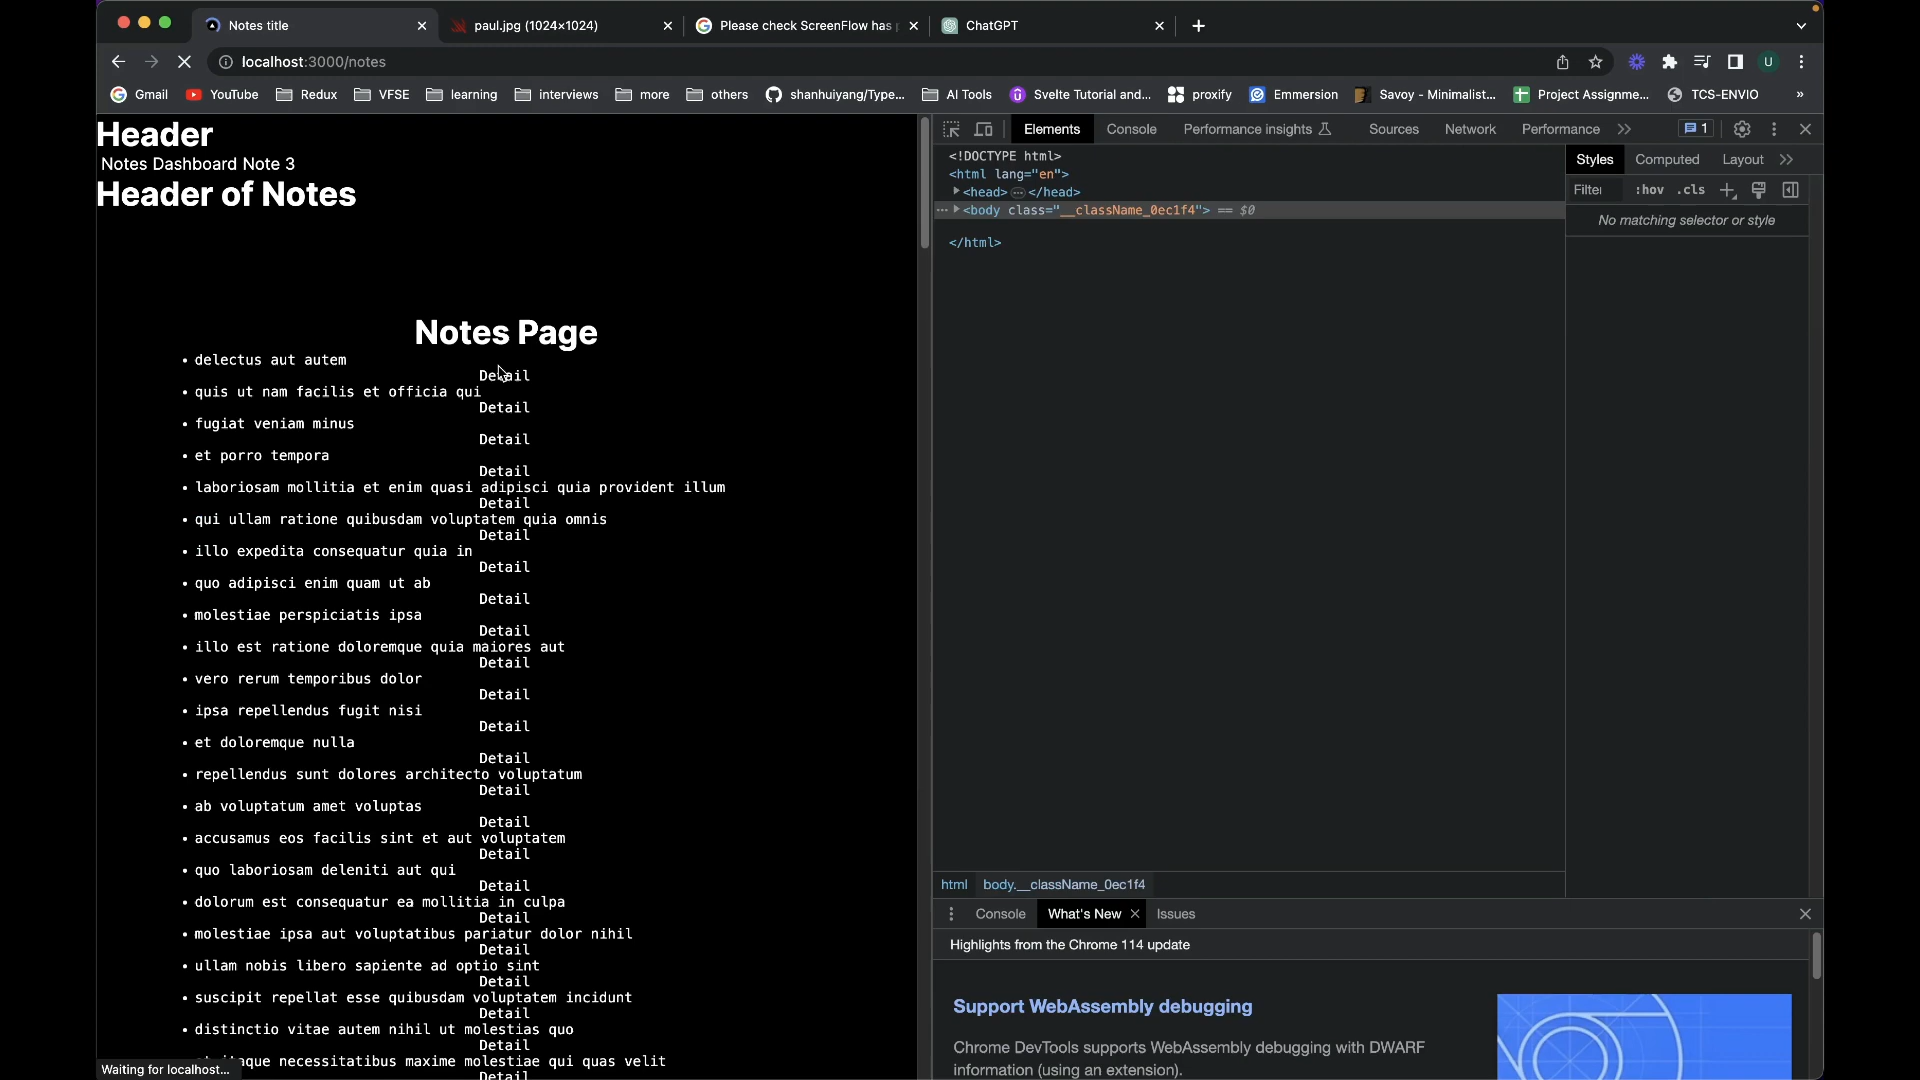 Notes title
paul.jpg (1024×1024)
Please check ScreenFlow has
ChatGPT
localhost:3000/notes
U
Gmail
YouTube
Redux
VFSE
learning
interviews
more
others
shanhuiyang/Type...
AI Tools
Svelte Tutorial and...
proxify
Emmersion
Savoy - Minimalist...
Project Assignme...
TCS-ENVIO
»
Header
Notes Dashboard Note 3
Header of Notes
Notes Page
• delectus aut autem
Detail
• quis ut nam facilis et officia qui
Detail
• fugiat veniam minus
Detail
• et porro tempora
Detail
• laboriosam mollitia et enim quasi adipisci quia provident illum
Detail
• qui ullam ratione quibusdam voluptatem quia omnis
Detail
• illo expedita consequatur quia in
Detail
• quo adipisci enim quam ut ab
Detail
• molestiae perspiciatis ipsa
Detail
• illo est ratione doloremque quia maiores aut
Detail
• vero rerum temporibus dolor
Detail
• ipsa repellendus fugit nisi
Detail
• et doloremque nulla
Detail
• repellendus sunt dolores architecto voluptatum
Detail
• ab voluptatum amet voluptas
Detail
• accusamus eos facilis sint et aut voluptatem
Detail
• quo laboriosam deleniti aut qui
Detail
• dolorum est consequatur ea mollitia in culpa
Detail
• molestiae ipsa aut voluptatibus pariatur dolor nihil
Detail
• ullam nobis libero sapiente ad optio sint
Detail
• suscipit repellat esse quibusdam voluptatem incidunt
Detail
• distinctio vitae autem nihil ut molestias quo
Detail
necessitatibus maxime molestiae qui quas velit
Detail
Waiting for localhost...
Elements
Console
Performance insights
Sources
Network
Performance
»
1
<!DOCTYPE html>
<html lang="en">
<head>
</head>
<body class="__className_0ec1f4"> == $0
</html>
Styles
Computed
Layout
»
Filter
:hov
.cls
No matching selector or style
html
body.__className_0ec1f4
Console
What's New
Issues
Highlights from the Chrome 114 update
Support WebAssembly debugging
Chrome DevTools supports WebAssembly debugging with DWARF
information (using an extension).